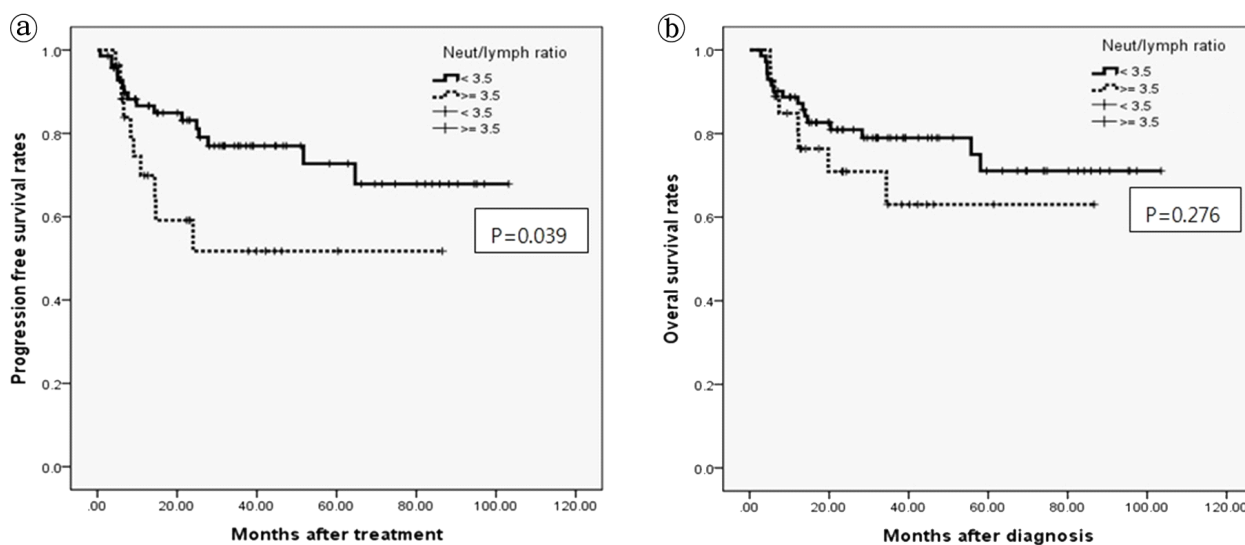 ⓐ
Neut/lymph ratio
< 3.5
>= 3.5
< 3.5
>= 3.5
P=0.039
1.0
0.8
0.6
0.4
0.2
0.0
Progression free survival rates
.00 20.00 40.00 60.00 80.00 100.00 120.00
Months after treatment
ⓑ
Neut/lymph ratio
< 3.5
>= 3.5
< 3.5
>= 3.5
P=0.276
1.0
0.8
0.6
0.4
0.2
0.0
Overal survival rates
.00 20.00 40.00 60.00 80.00 100.00 120.00
Months after diagnosis